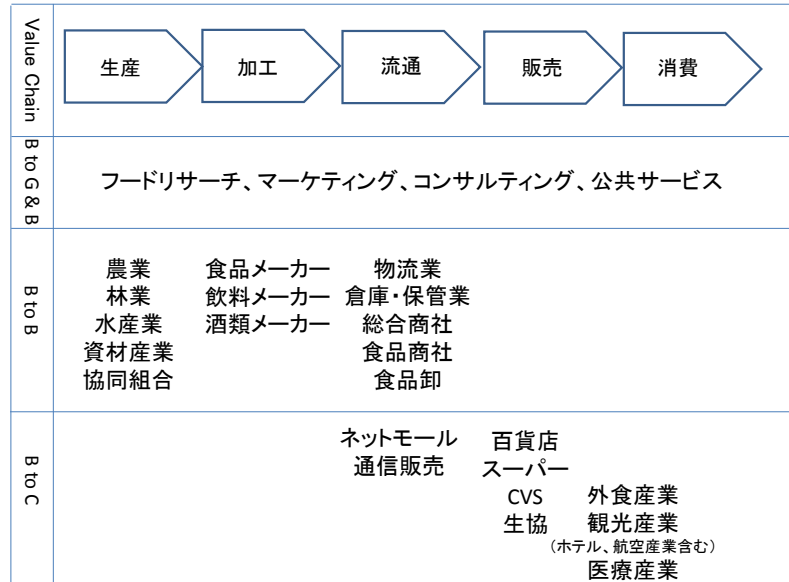 Value Chain
生産
加工
流通
販売
消費
B to G & B
フードリサーチ、マーケティング、コンサルティング、公共サービス
B to B
農業
林業
水産業
資材産業
協同組合
食品メーカー
飲料メーカー
酒類メーカー
物流業
倉庫・保管業
総合商社
食品商社
食品卸
B to C
ネットモール
通信販売
百貨店
スーパー
CVS
生協
外食産業
観光産業
(ホテル、航空産業含む)
医療産業